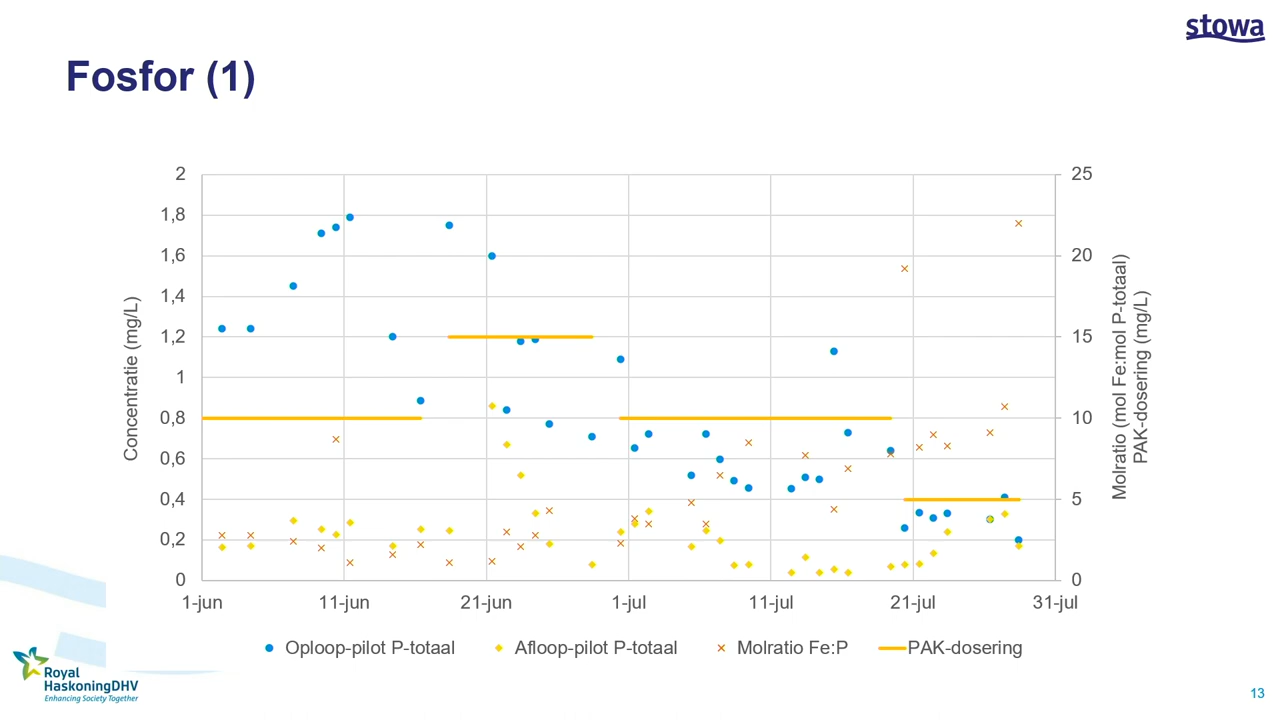 stowa
Fosfor (1)
2
1,8
1,6
1,4
1,2
1
0,8
0,6
0,4
0,2
0
25
20
15
10
5
0
Concentratie (mg/L)
Molratio (mol Fe:mol P-totaal)
PAK-dosering (mg/L)
1-jun
11-jun
21-jun
1-jul
11-jul
21-jul
31-jul
Oploop-pilot P-totaal
Afloop-pilot P-totaal
Molratio Fe:P
PAK-dosering
Royal
HaskoningDHV
Enhancing Society Together
13